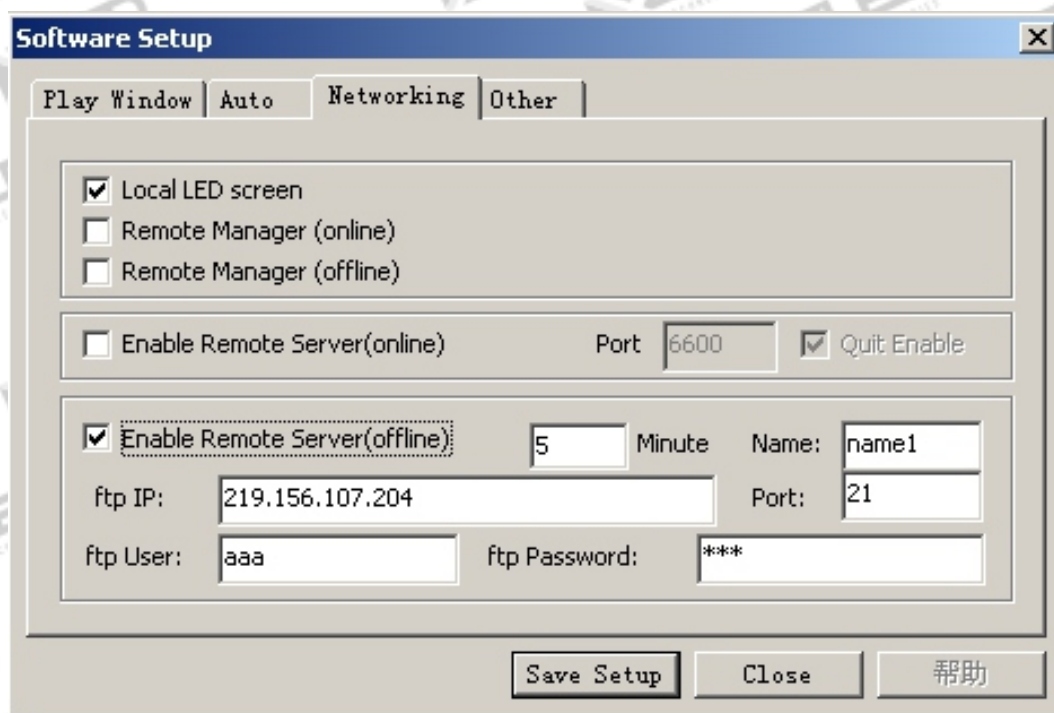 Software Setup
Play Window Auto Networking Other
Local LED screen
Remote Manager (online)
Remote Manager (offline)
Enable Remote Server(online) Port 6600 Quit Enable
Enable Remote Server(offline) 5 Minute Name: name1
ftp IP: 219.156.107.204 Port: 21
ftp User: aaa ftp Password: ***
Save Setup Close 帮助